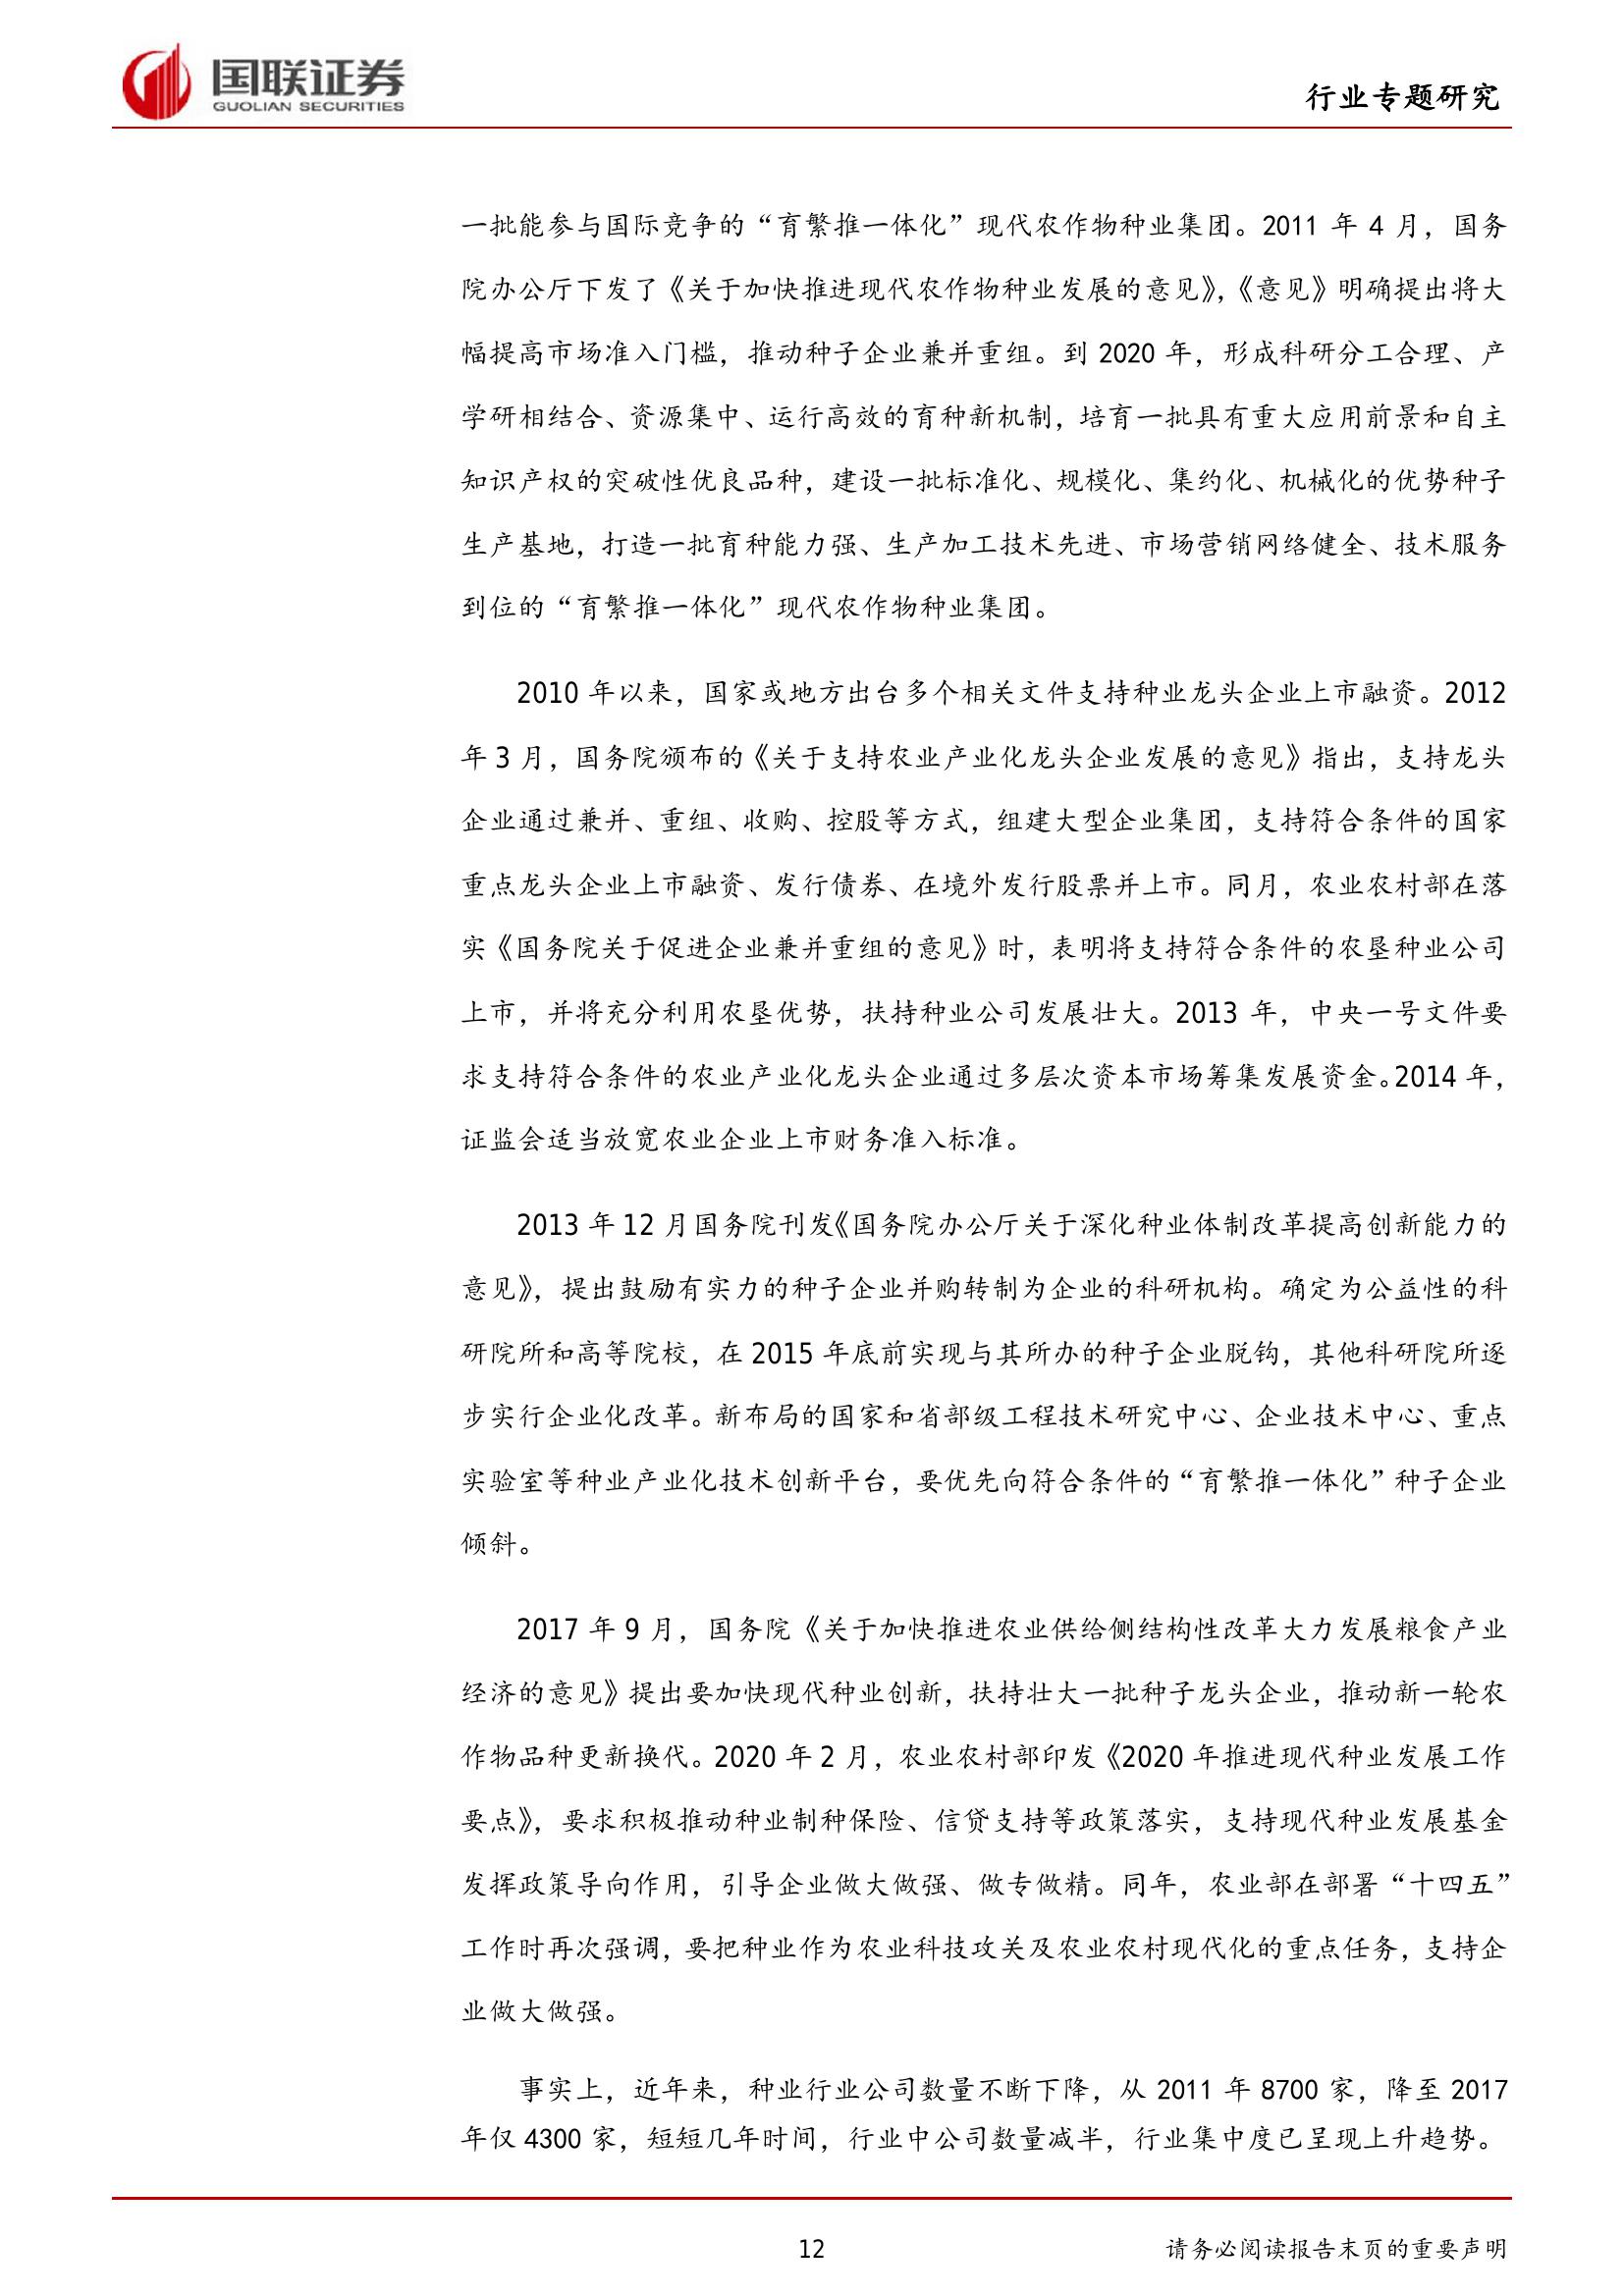 国联证券
GUOLIAN SECURITIES
行业专题研究
一批能参与国际竞争的“育繁推一体化”现代农作物种业集团。2011 年 4 月，国务
院办公厅下发了《关于加快推进现代农作物种业发展的意见》，《意见》明确提出将大
幅提高市场准入门槛，推动种子企业兼并重组。到 2020 年，形成科研分工合理、产
学研相结合、资源集中、运行高效的育种新机制，培育一批具有重大应用前景和自主
知识产权的突破性优良品种，建设一批标准化、规模化、集约化、机械化的优势种子
生产基地，打造一批育种能力强、生产加工技术先进、市场营销网络健全、技术服务
到位的“育繁推一体化”现代农作物种业集团。
2010 年以来，国家或地方出台多个相关文件支持种业龙头企业上市融资。2012
年 3 月，国务院颁布的《关于支持农业产业化龙头企业发展的意见》指出，支持龙头
企业通过兼并、重组、收购、控股等方式，组建大型企业集团，支持符合条件的国家
重点龙头企业上市融资、发行债券、在境外发行股票并上市。同月，农业农村部在落
实《国务院关于促进企业兼并重组的意见》时，表明将支持符合条件的农垦种业公司
上市，并将充分利用农垦优势，扶持种业公司发展壮大。2013 年，中央一号文件要
求支持符合条件的农业产业化龙头企业通过多层次资本市场筹集发展资金。2014 年，
证监会适当放宽农业企业上市财务准入标准。
2013 年 12 月国务院刊发《国务院办公厅关于深化种业体制改革提高创新能力的
意见》，提出鼓励有实力的种子企业并购转制为企业的科研机构。确定为公益性的科
研院所和高等院校，在 2015 年底前实现与其所办的种子企业脱钩，其他科研院所逐
步实行企业化改革。新布局的国家和省部级工程技术研究中心、企业技术中心、重点
实验室等种业产业化技术创新平台，要优先向符合条件的“育繁推一体化”种子企业
倾斜。
2017 年 9 月，国务院《关于加快推进农业供给侧结构性改革大力发展粮食产业
经济的意见》提出要加快现代种业创新，扶持壮大一批种子龙头企业，推动新一轮农
作物品种更新换代。2020 年 2 月，农业农村部印发《2020 年推进现代种业发展工作
要点》，要求积极推动种业制种保险、信贷支持等政策落实，支持现代种业发展基金
发挥政策导向作用，引导企业做大做强、做专做精。同年，农业部在部署“十四五”
工作时再次强调，要把种业作为农业科技攻关及农业农村现代化的重点任务，支持企
业做大做强。
事实上，近年来，种业行业公司数量不断下降，从 2011 年 8700 家，降至 2017
年仅 4300 家，短短几年时间，行业中公司数量减半，行业集中度已呈现上升趋势。
12
请务必阅读报告末页的重要声明